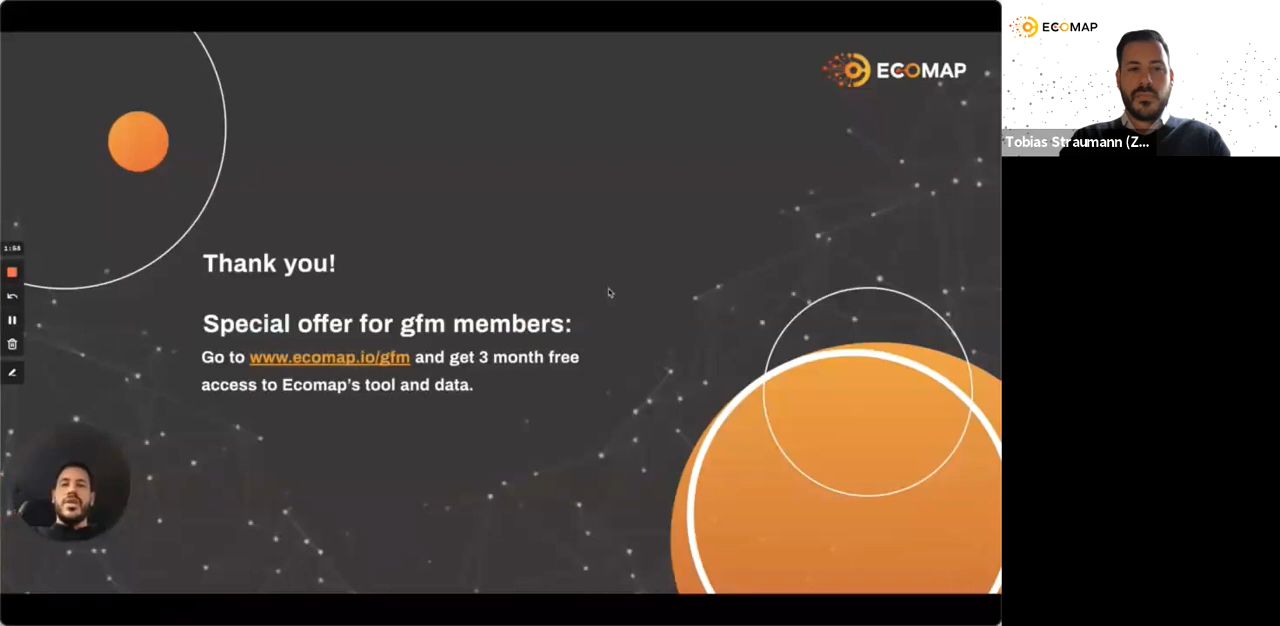 ECOMAP
Thank you!
Special offer for gfm members:
Go to www.ecomap.io/gfm and get 3 month free
access to Ecomap's tool and data.
1:58
ECOMAP
Tobias Straumann (Z...